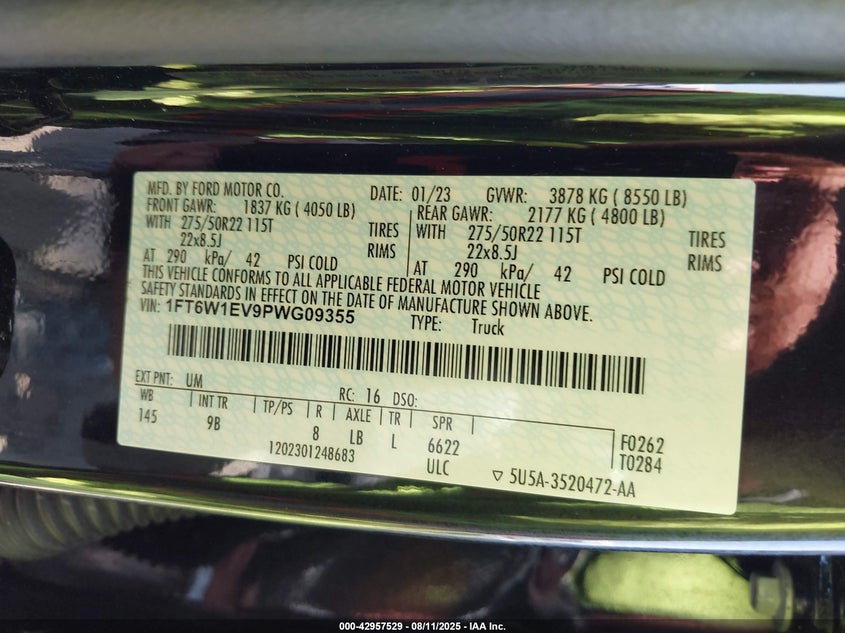 MFD. BY FORD MOTOR CO. DATE: 01/23 GVWR: 3878 KG ( 8550 LB)
FRONT GAWR: 1837 KG ( 4050 LB) REAR GAWR: 2177 KG ( 4800 LB)
WITH 275/50R22 115T TIRES WITH 275/50R22 115T TIRES
22x8.5J RIMS 22x8.5J RIMS
AT 290 kPa/ 42 PSI COLD AT 290 kPa/ 42 PSI COLD
THIS VEHICLE CONFORMS TO ALL APPLICABLE FEDERAL MOTOR VEHICLE
SAFETY STANDARDS IN EFFECT ON THE DATE OF MANUFACTURE SHOWN ABOVE.
VIN: 1FT6W1EV9PWG09355 TYPE: Truck
EXT PNT: UM RC: 16 DSO:
WB INT TR TP/PS R AXLE TR SPR
145 9B 8 LB L 6622 F0262
1202301248683 ULC T0284
▽ 5U5A-3520472-AA
000-42957529 - 08/11/2025 - IAA Inc.